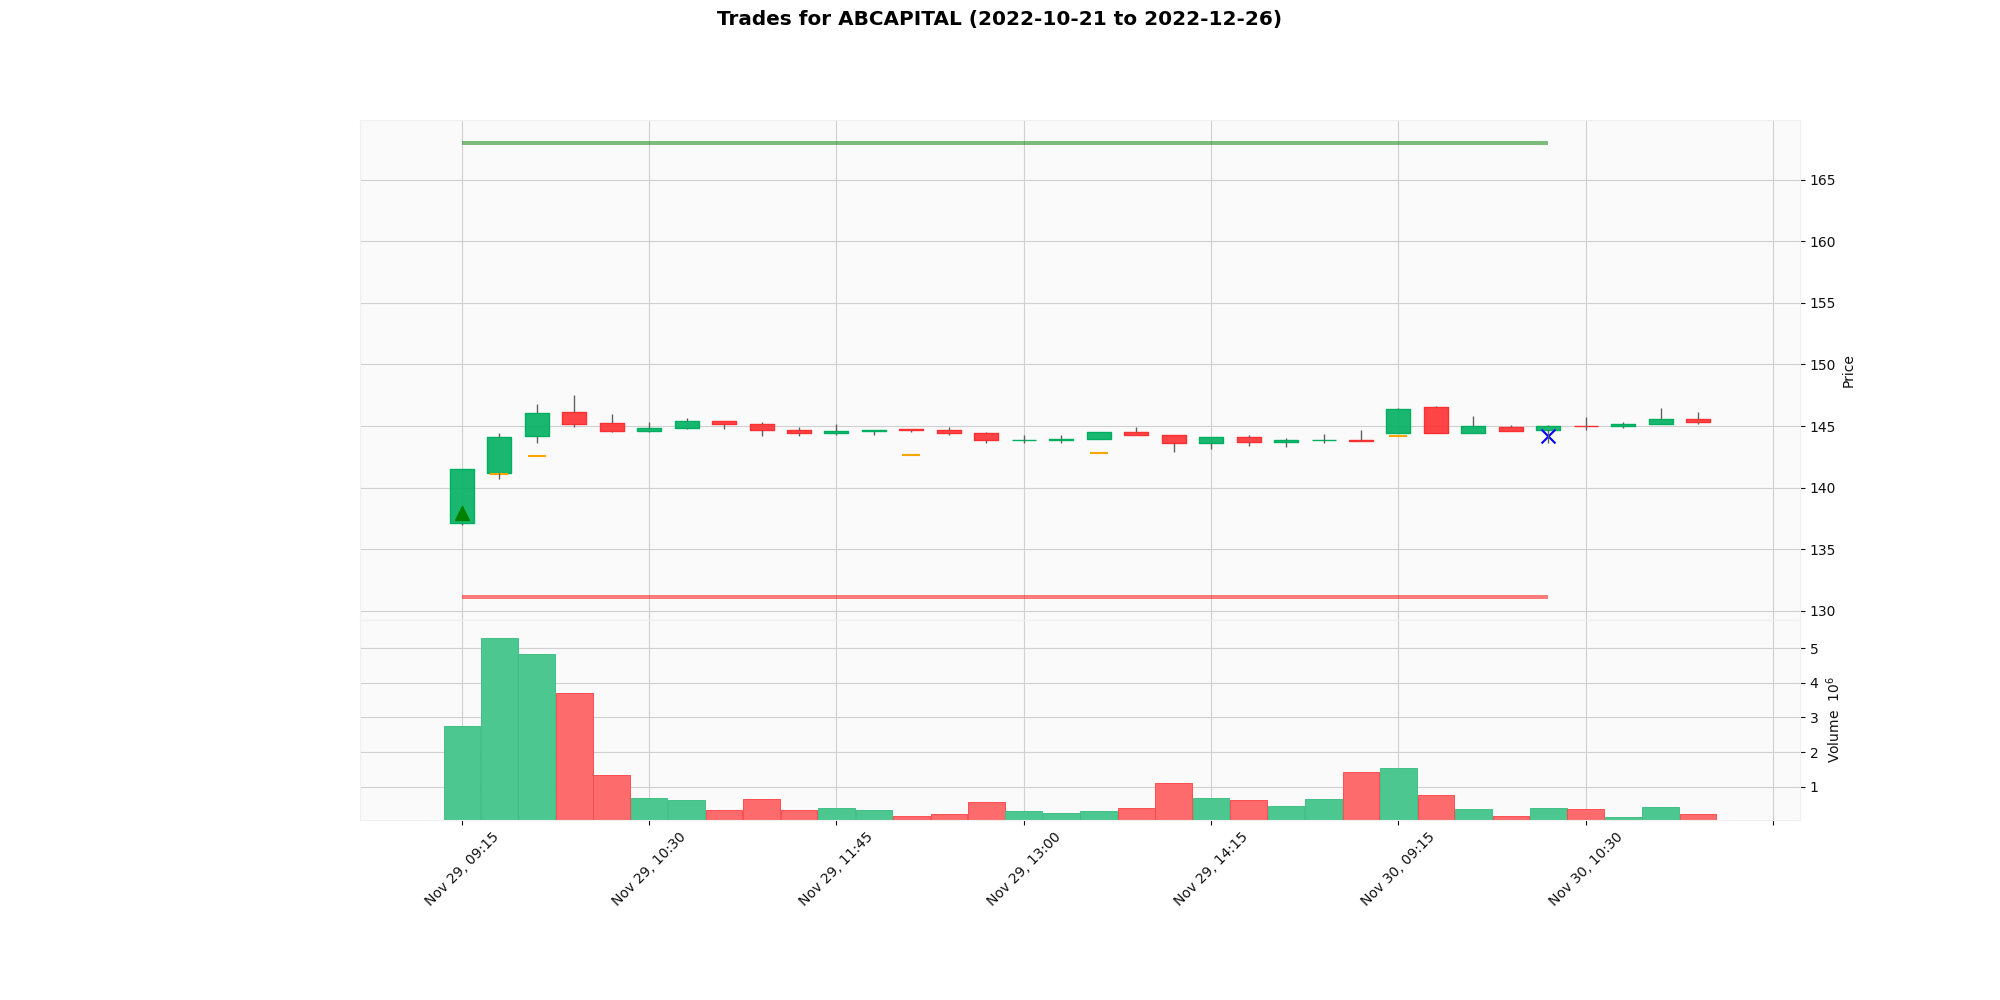 Trades for ABCAPITAL (2022-10-21 to 2022-12-26)
165
160
155
150
145
140
135
130
Price
5
4
3
2
1
Volume 10^6
Nov 29, 09:15
Nov 29, 10:30
Nov 29, 11:45
Nov 29, 13:00
Nov 29, 14:15
Nov 30, 09:15
Nov 30, 10:30